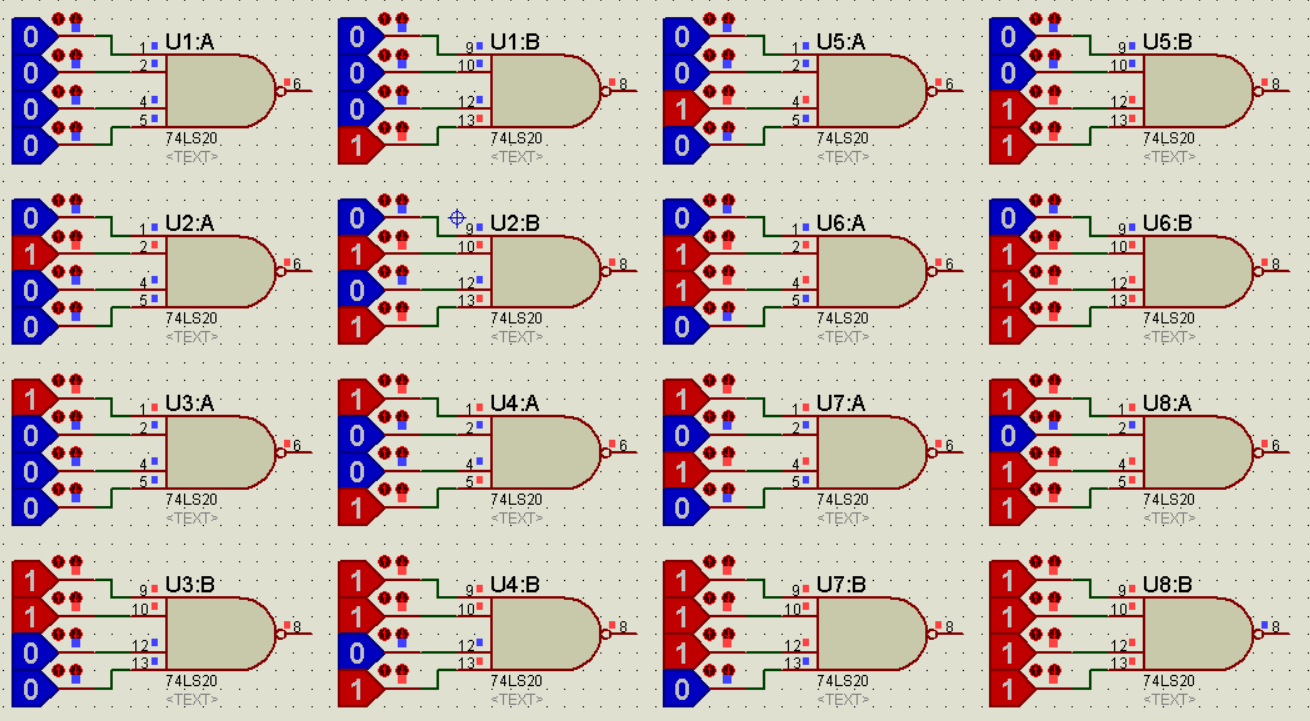 0 0 0 0 1 2 4 5 U1:A 6 74LS20 <TEXT>
0 0 0 1 9 10 12 13 U1:B 8 74LS20 <TEXT>
0 0 1 0 1 2 4 5 U5:A 6 74LS20 <TEXT>
0 0 1 1 9 10 12 13 U5:B 8 74LS20 <TEXT>
0 1 0 0 1 2 4 5 U2:A 6 74LS20 <TEXT>
0 1 0 1 9 10 12 13 U2:B 8 74LS20 <TEXT>
0 1 1 0 1 2 4 5 U6:A 6 74LS20 <TEXT>
0 1 1 1 9 10 12 13 U6:B 8 74LS20 <TEXT>
1 0 0 0 1 2 4 5 U3:A 6 74LS20 <TEXT>
1 0 0 1 1 2 4 5 U4:A 6 74LS20 <TEXT>
1 0 1 0 1 2 4 5 U7:A 6 74LS20 <TEXT>
1 0 1 1 1 2 4 5 U8:A 6 74LS20 <TEXT>
1 1 0 0 9 10 12 13 U3:B 8 74LS20 <TEXT>
1 1 0 1 9 10 12 13 U4:B 8 74LS20 <TEXT>
1 1 1 0 9 10 12 13 U7:B 8 74LS20 <TEXT>
1 1 1 1 9 10 12 13 U8:B 8 74LS20 <TEXT>